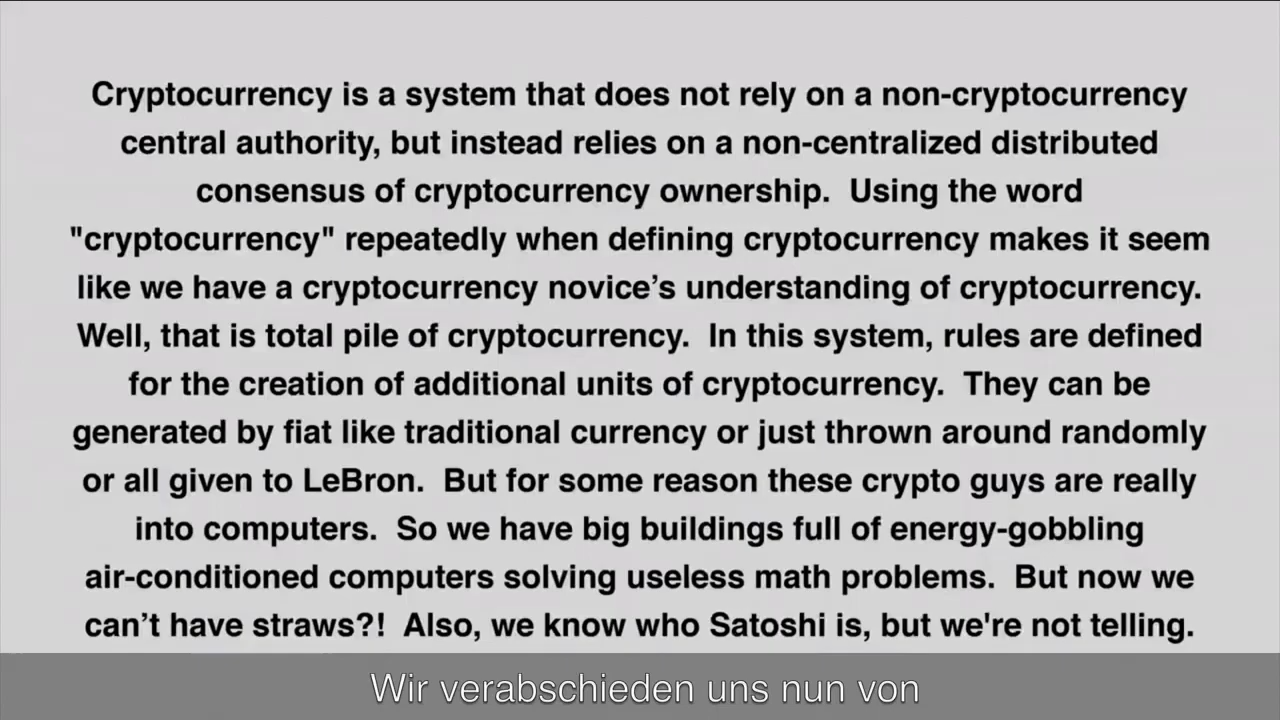 Cryptocurrency is a system that does not rely on a non-cryptocurrency
central authority, but instead relies on a non-centralized distributed
consensus of cryptocurrency ownership.  Using the word
"cryptocurrency" repeatedly when defining cryptocurrency makes it seem
like we have a cryptocurrency novice’s understanding of cryptocurrency.
Well, that is total pile of cryptocurrency.  In this system, rules are defined
for the creation of additional units of cryptocurrency.  They can be
generated by fiat like traditional currency or just thrown around randomly
or all given to LeBron.  But for some reason these crypto guys are really
into computers.  So we have big buildings full of energy-gobbling
air-conditioned computers solving useless math problems.  But now we
can’t have straws?!  Also, we know who Satoshi is, but we're not telling.
Wir verabschieden uns nun von